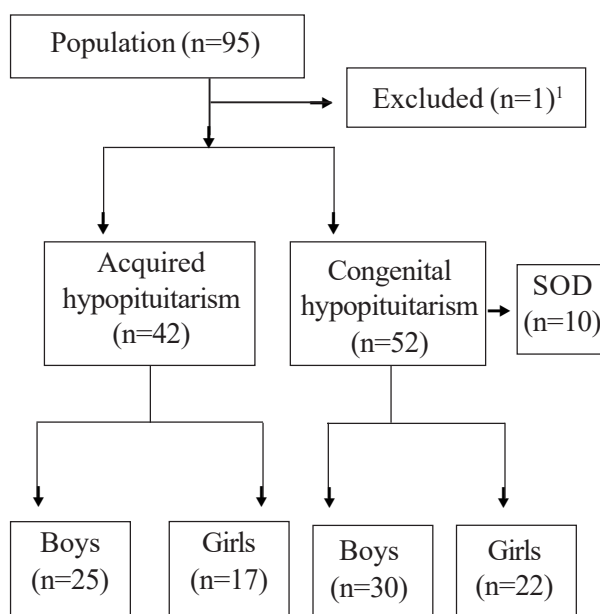 Population (n=95)
Excluded (n=1)¹
Acquired
hypopituitarism
(n=42)
Congenital
hypopituitarism
(n=52)
SOD
(n=10)
Boys
(n=25)
Girls
(n=17)
Boys
(n=30)
Girls
(n=22)